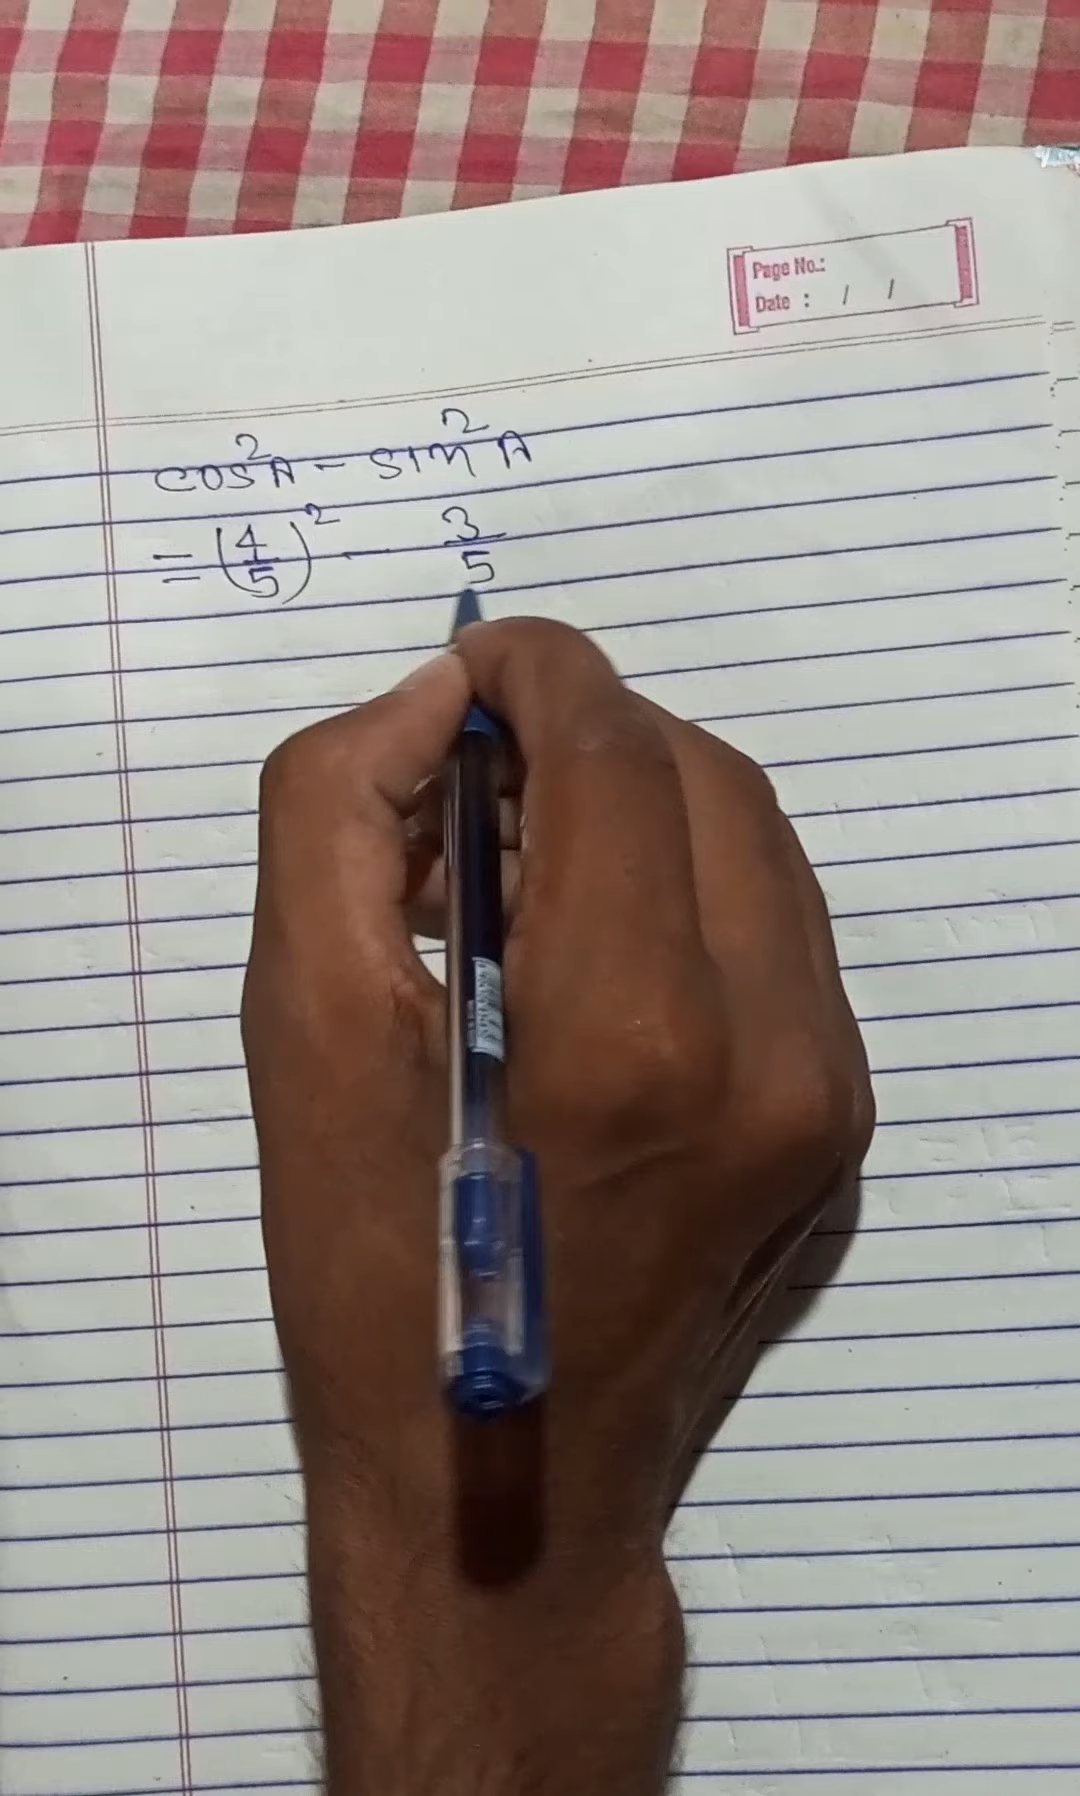 Page No.:
Date : / /
cos²A - sin²A
= (4/5)² - 3/5